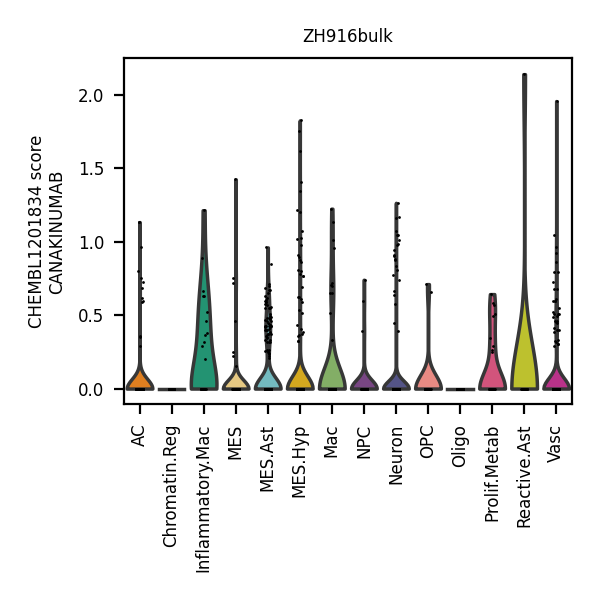 ZH916bulk
CHEMBL1201834 score
CANAKINUMAB
2.0
1.5
1.0
0.5
0.0
AC
Chromatin.Reg
Inflammatory.Mac
MES
MES.Ast
MES.Hyp
Mac
NPC
Neuron
OPC
Oligo
Prolif.Metab
Reactive.Ast
Vasc